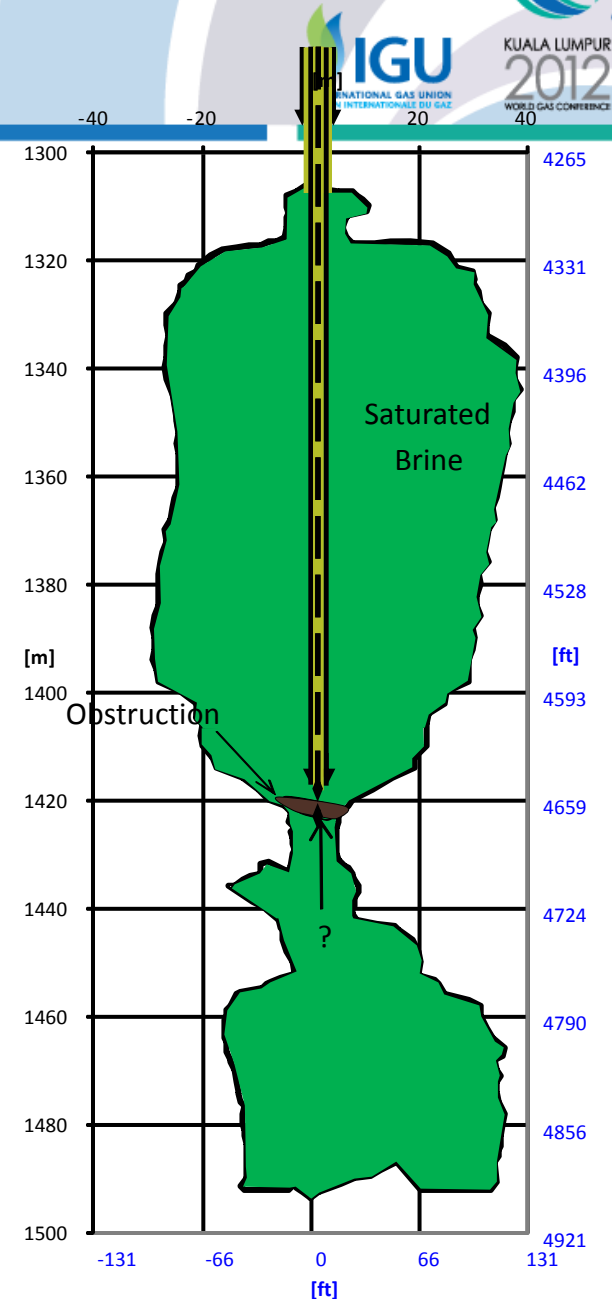 IGU
KUALA LUMPUR
2012
WORLD GAS CONFERENCE
RNATIONAL GAS UNION
N INTERNATIONALE DU GAZ
-40 -20 20 40
1300 4265
1320 4331
1340 4396
Saturated
Brine
1360 4462
1380 4528
[m] [ft]
1400 4593
Obstruction
1420 4659
1440 4724
?
1460 4790
1480 4856
1500 4921
-131 -66 0 66 131
[ft]